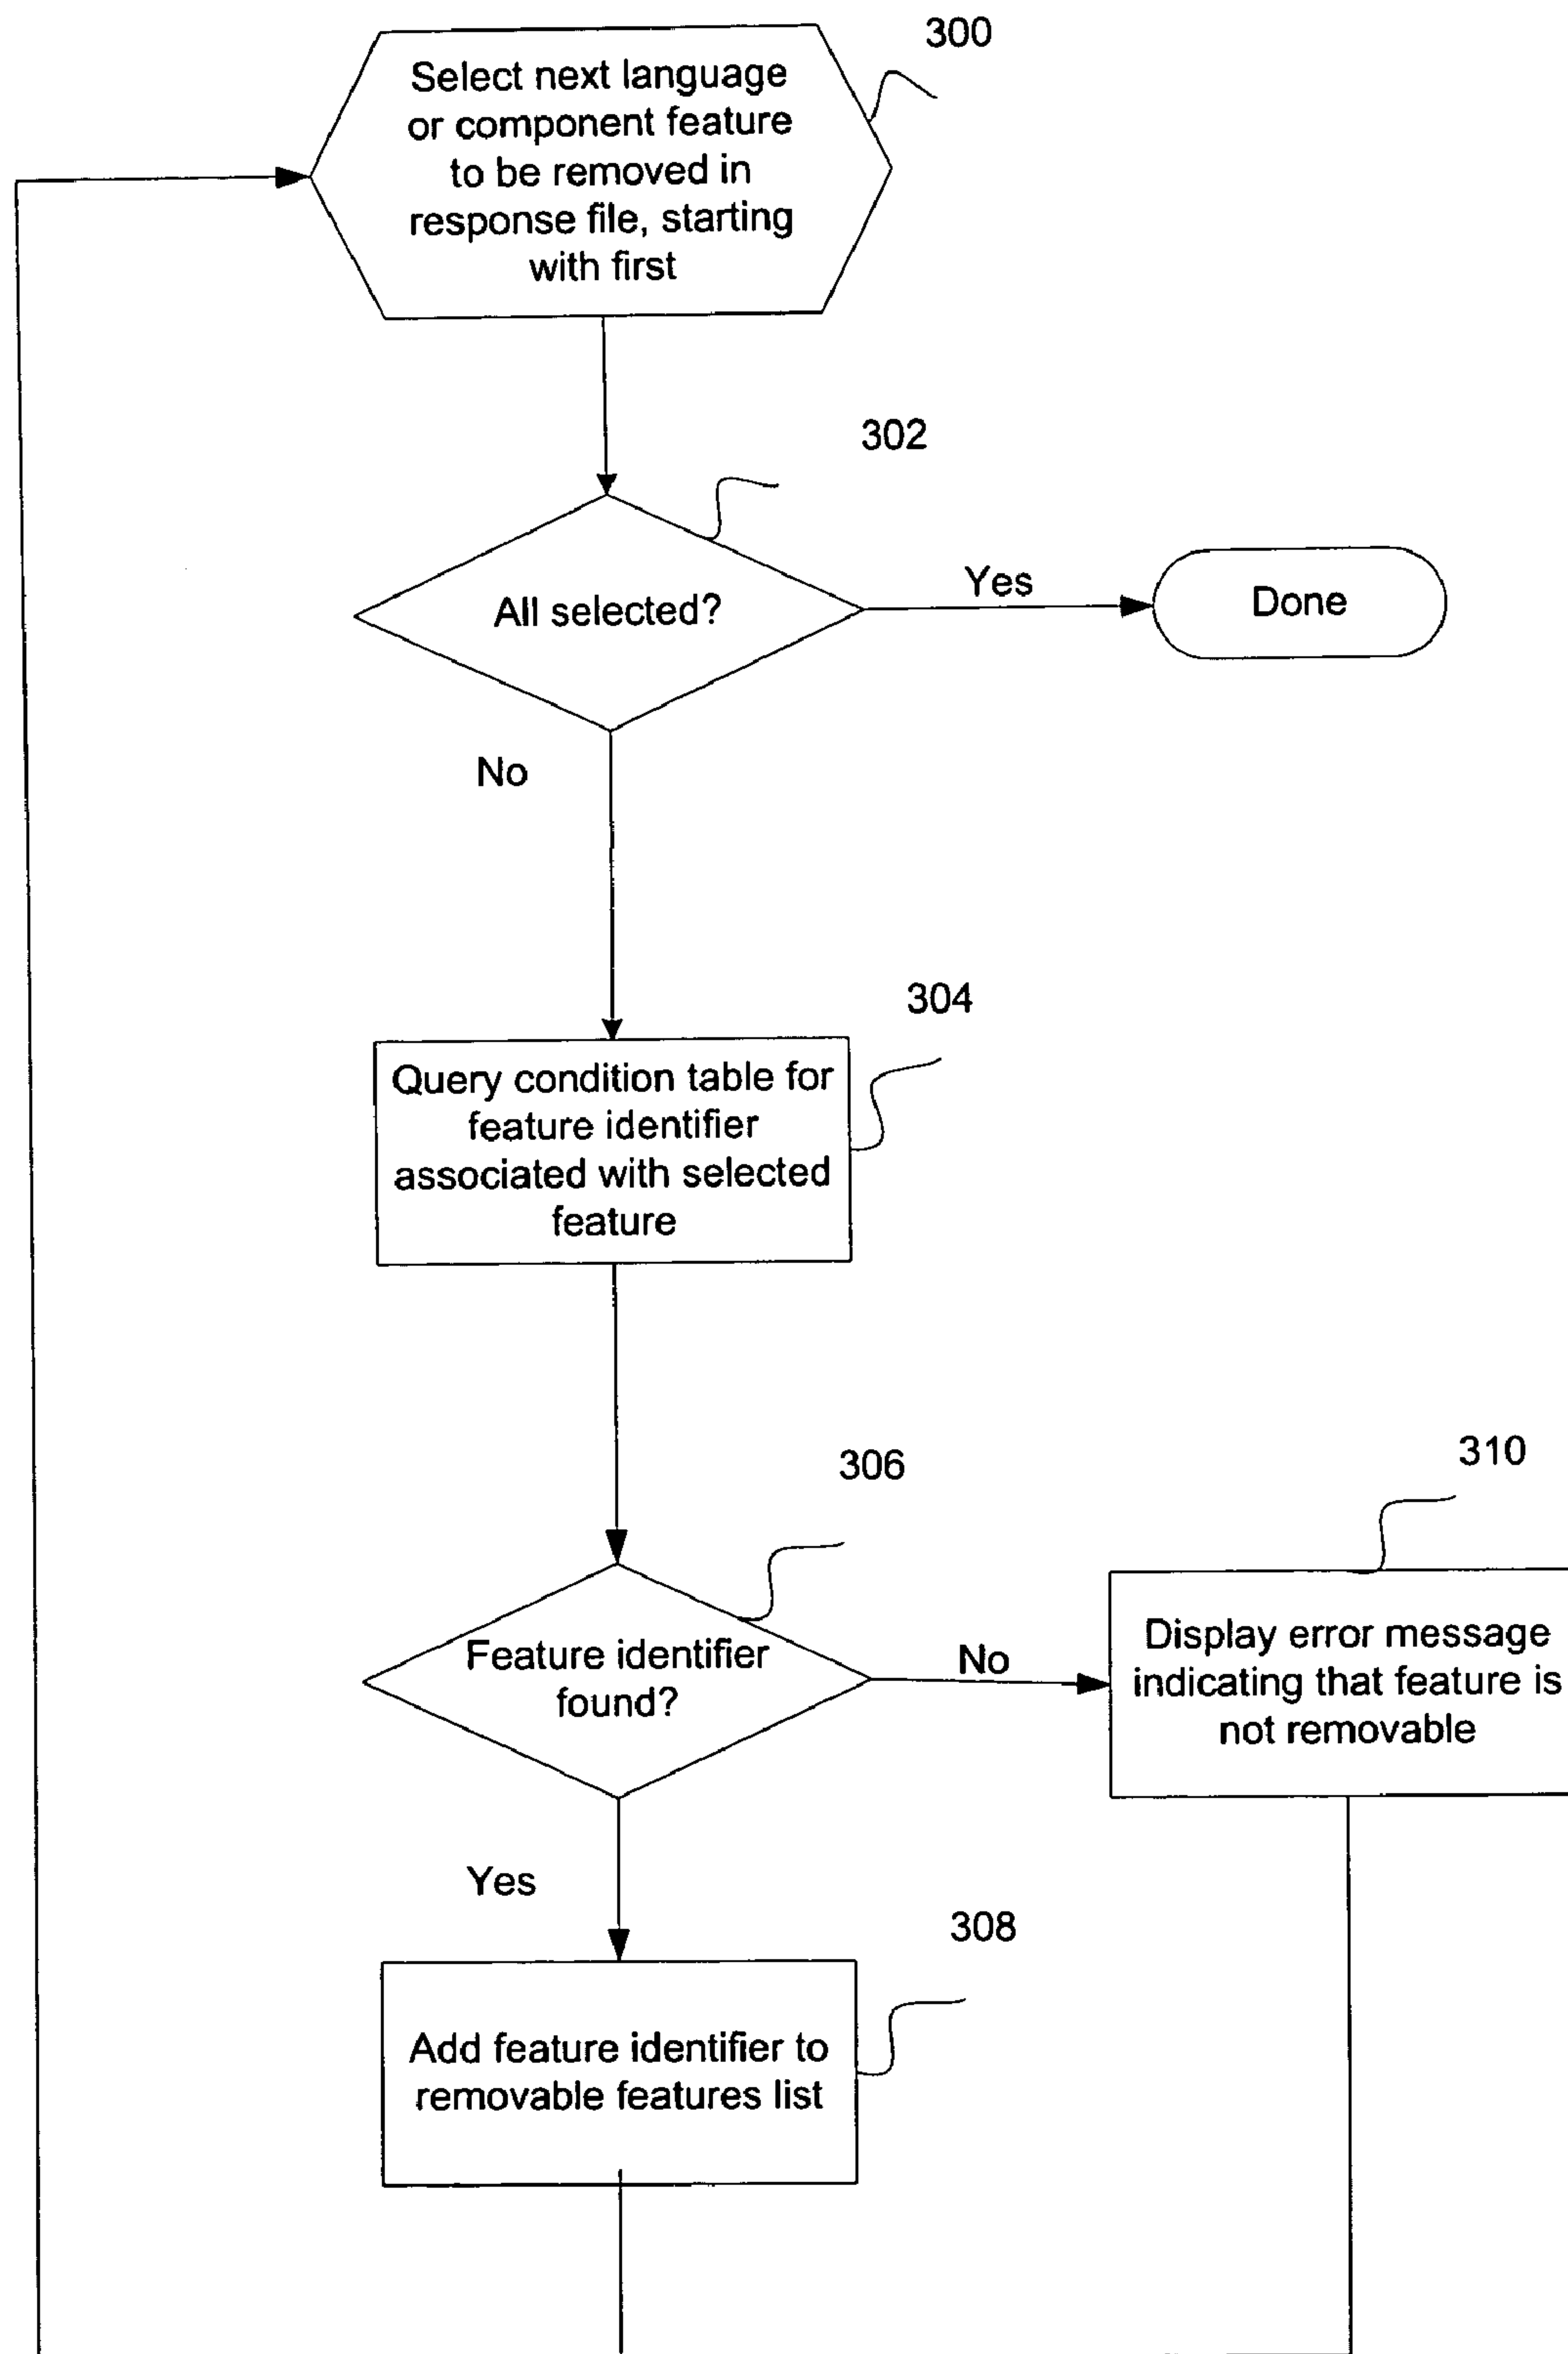 300
Select next language
or component feature
to be removed in
response file, starting
with first
302
All selected?
Yes
Done
No
304
Query condition table for
feature identifier
associated with selected
feature
306
310
Feature identifier
found?
No
Display error message
indicating that feature is
not removable
Yes
308
Add feature identifier to
removable features list